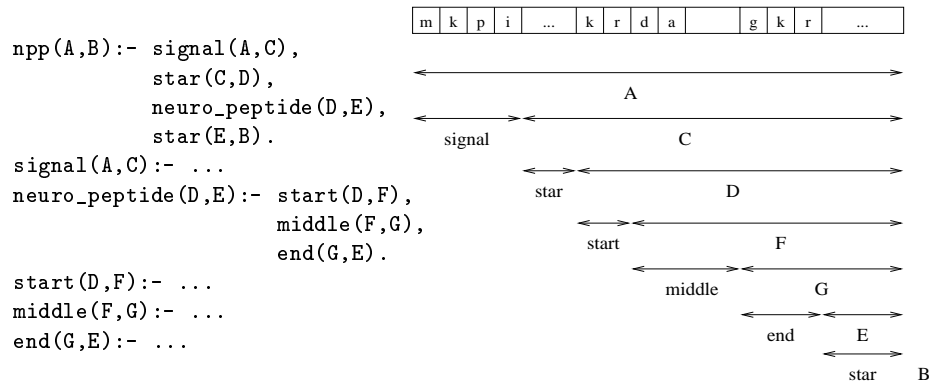 m k p i ... k r d a g k r ...
npp(A,B):- signal(A,C),
star(C,D),
neuro_peptide(D,E),
star(E,B).
signal(A,C):- ...
neuro_peptide(D,E):- start(D,F),
middle(F,G),
end(G,E).
start(D,F):- ...
middle(F,G):- ...
end(G,E):- ...
A
signal C
star D
start F
middle G
end E
star B